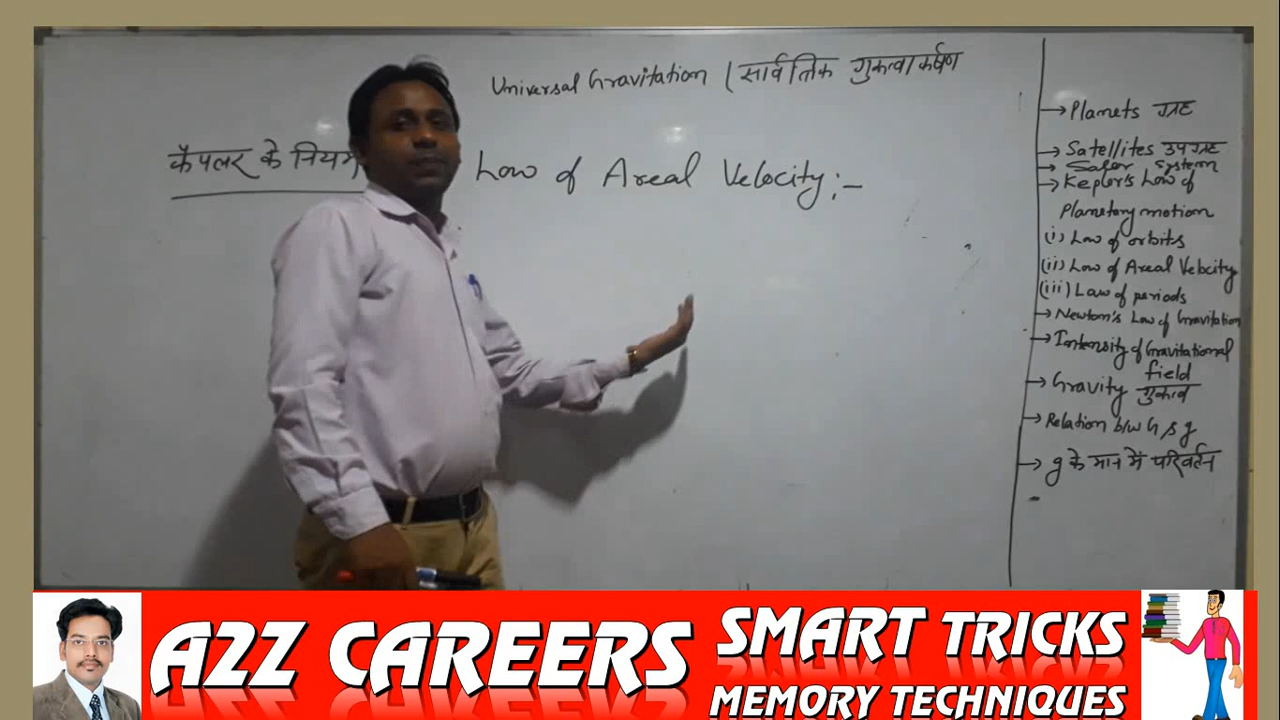 Universal Gravitation (सार्वत्रिक गुरुत्वाकर्षण
कैपलर के नियम
Law of Areal Velocity:-
→ Planets ग्रह
→ Satellites उपग्रह
→ Solar System
→ Kepler's Law of
Planetory motion
(i) Law of orbits
(ii) Law of Areal Velocity
(iii) Law of periods
→ Newton's Law of Gravitation
→ Intensity of Gravitational
field
→ Gravity गुरुत्व
→ Relation b/w G & g
→ g के मान में परिवर्तन
A2Z CAREERS
SMART TRICKS
MEMORY TECHNIQUES